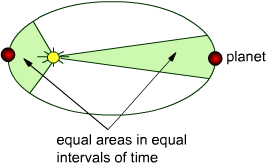 planet
equal areas in equal
intervals of time